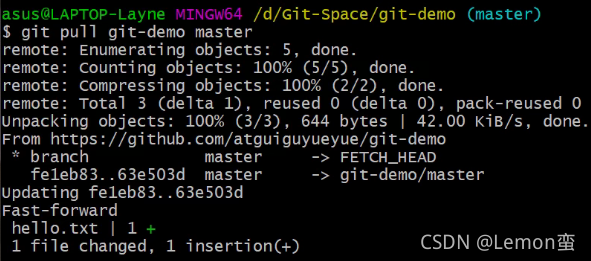 asus@LAPTOP-Layne MINGW64 /d/Git-Space/git-demo (master)
$ git pull git-demo master
remote: Enumerating objects: 5, done.
remote: Counting objects: 100% (5/5), done.
remote: Compressing objects: 100% (2/2), done.
remote: Total 3 (delta 1), reused 0 (delta 0), pack-reused 0
Unpacking objects: 100% (3/3), 644 bytes | 42.00 KiB/s, done.
From https://github.com/atguiguyueyue/git-demo
 * branch            master     -> FETCH_HEAD
   fe1eb83..63e503d  master     -> git-demo/master
Updating fe1eb83..63e503d
Fast-forward
 hello.txt | 1 +
 1 file changed, 1 insertion(+)
CSDN @Lemon蛮